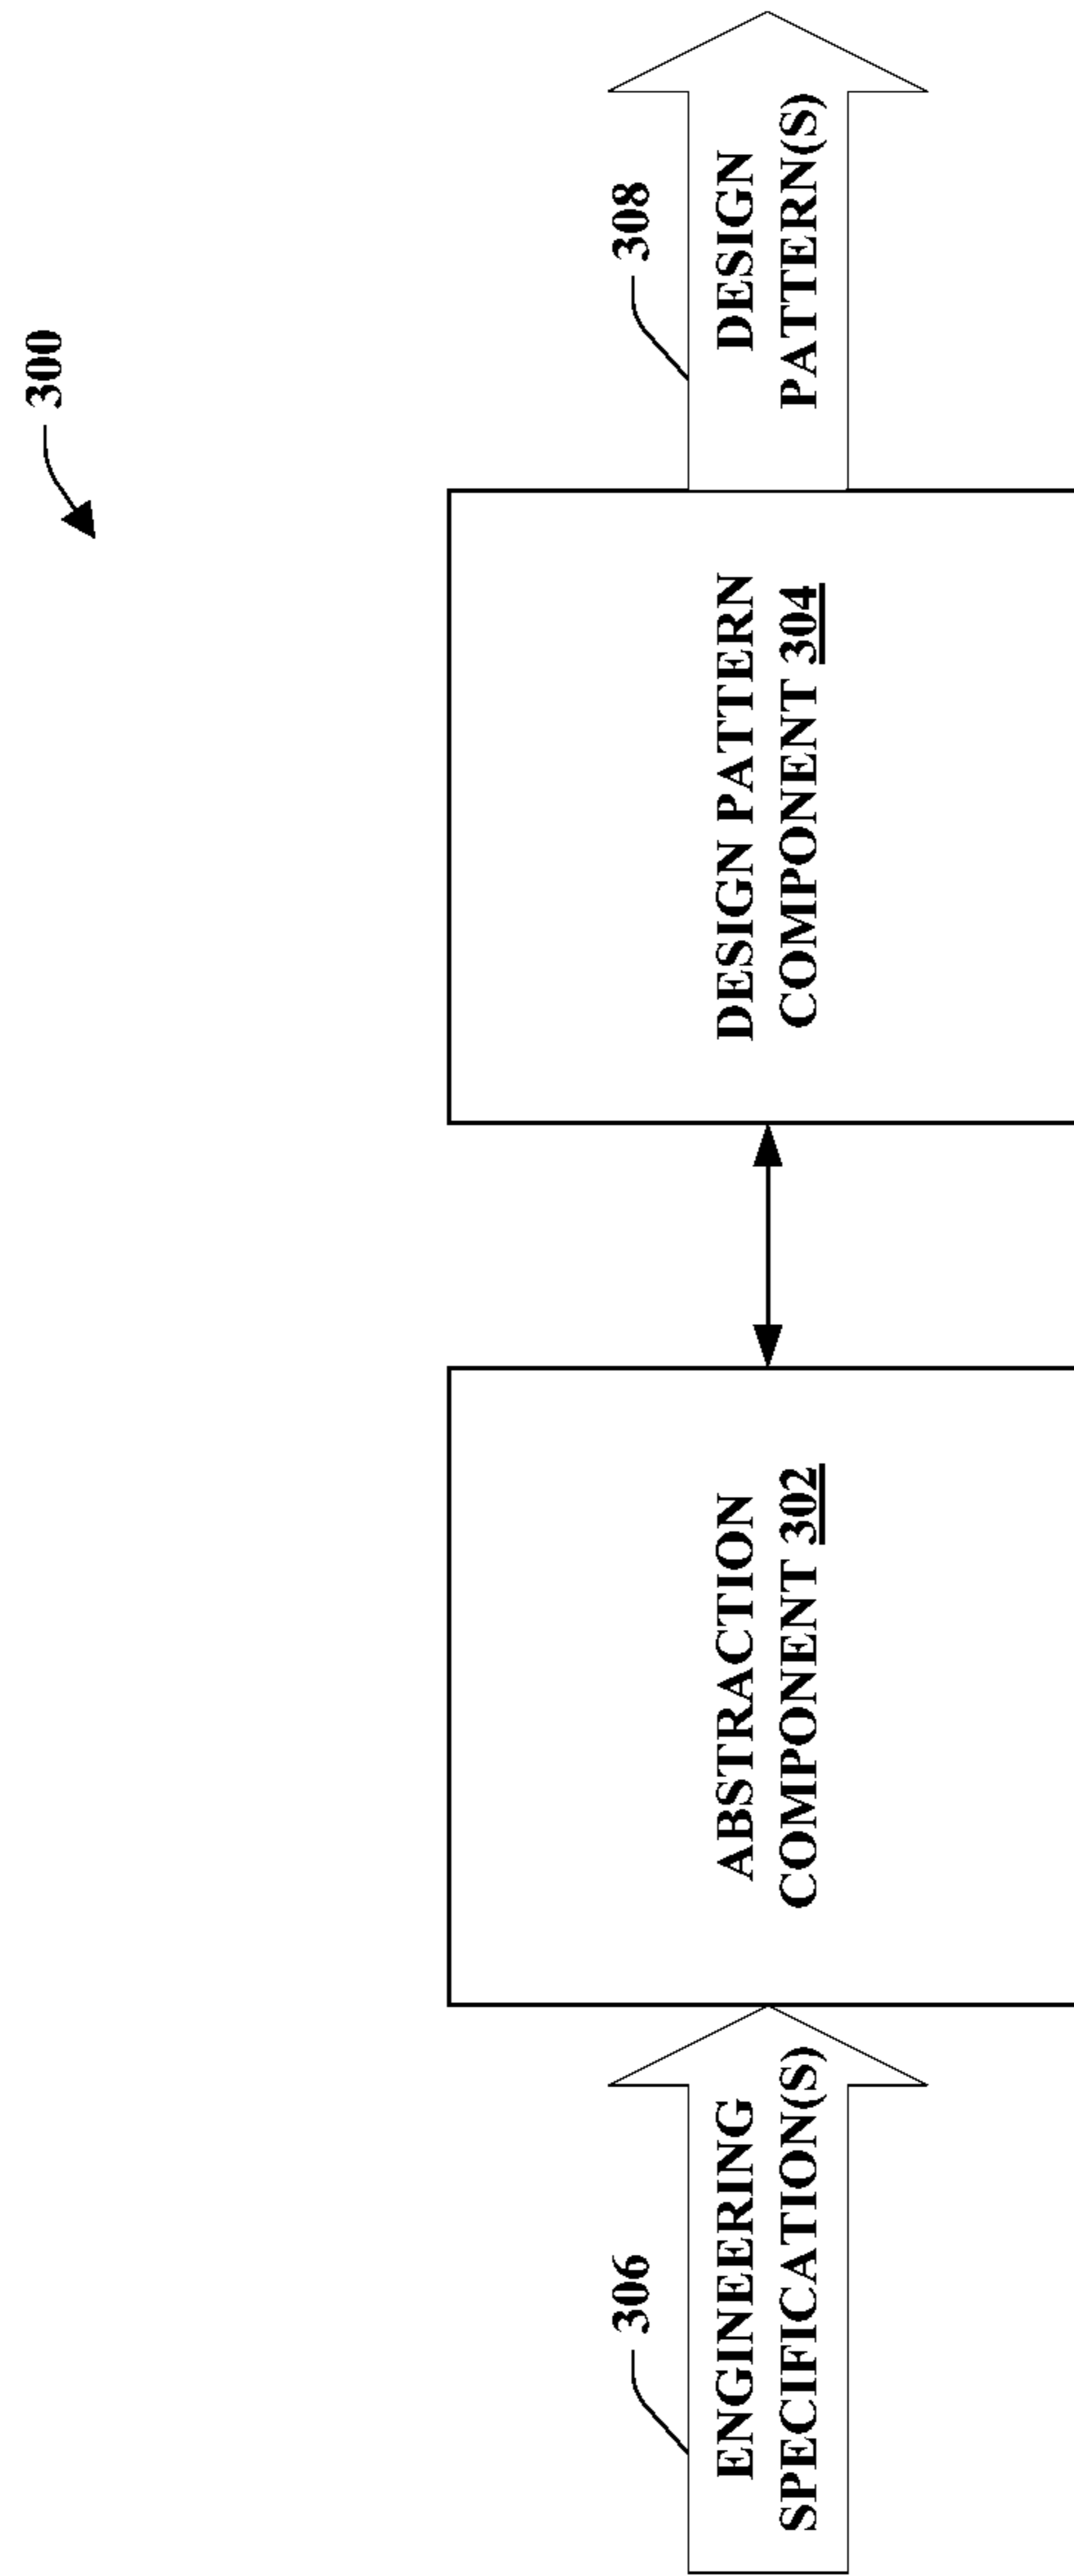 300
306
ENGINEERING
SPECIFICATION(S)
ABSTRACTION
COMPONENT 302
DESIGN PATTERN
COMPONENT 304
308
DESIGN
PATTERN(S)